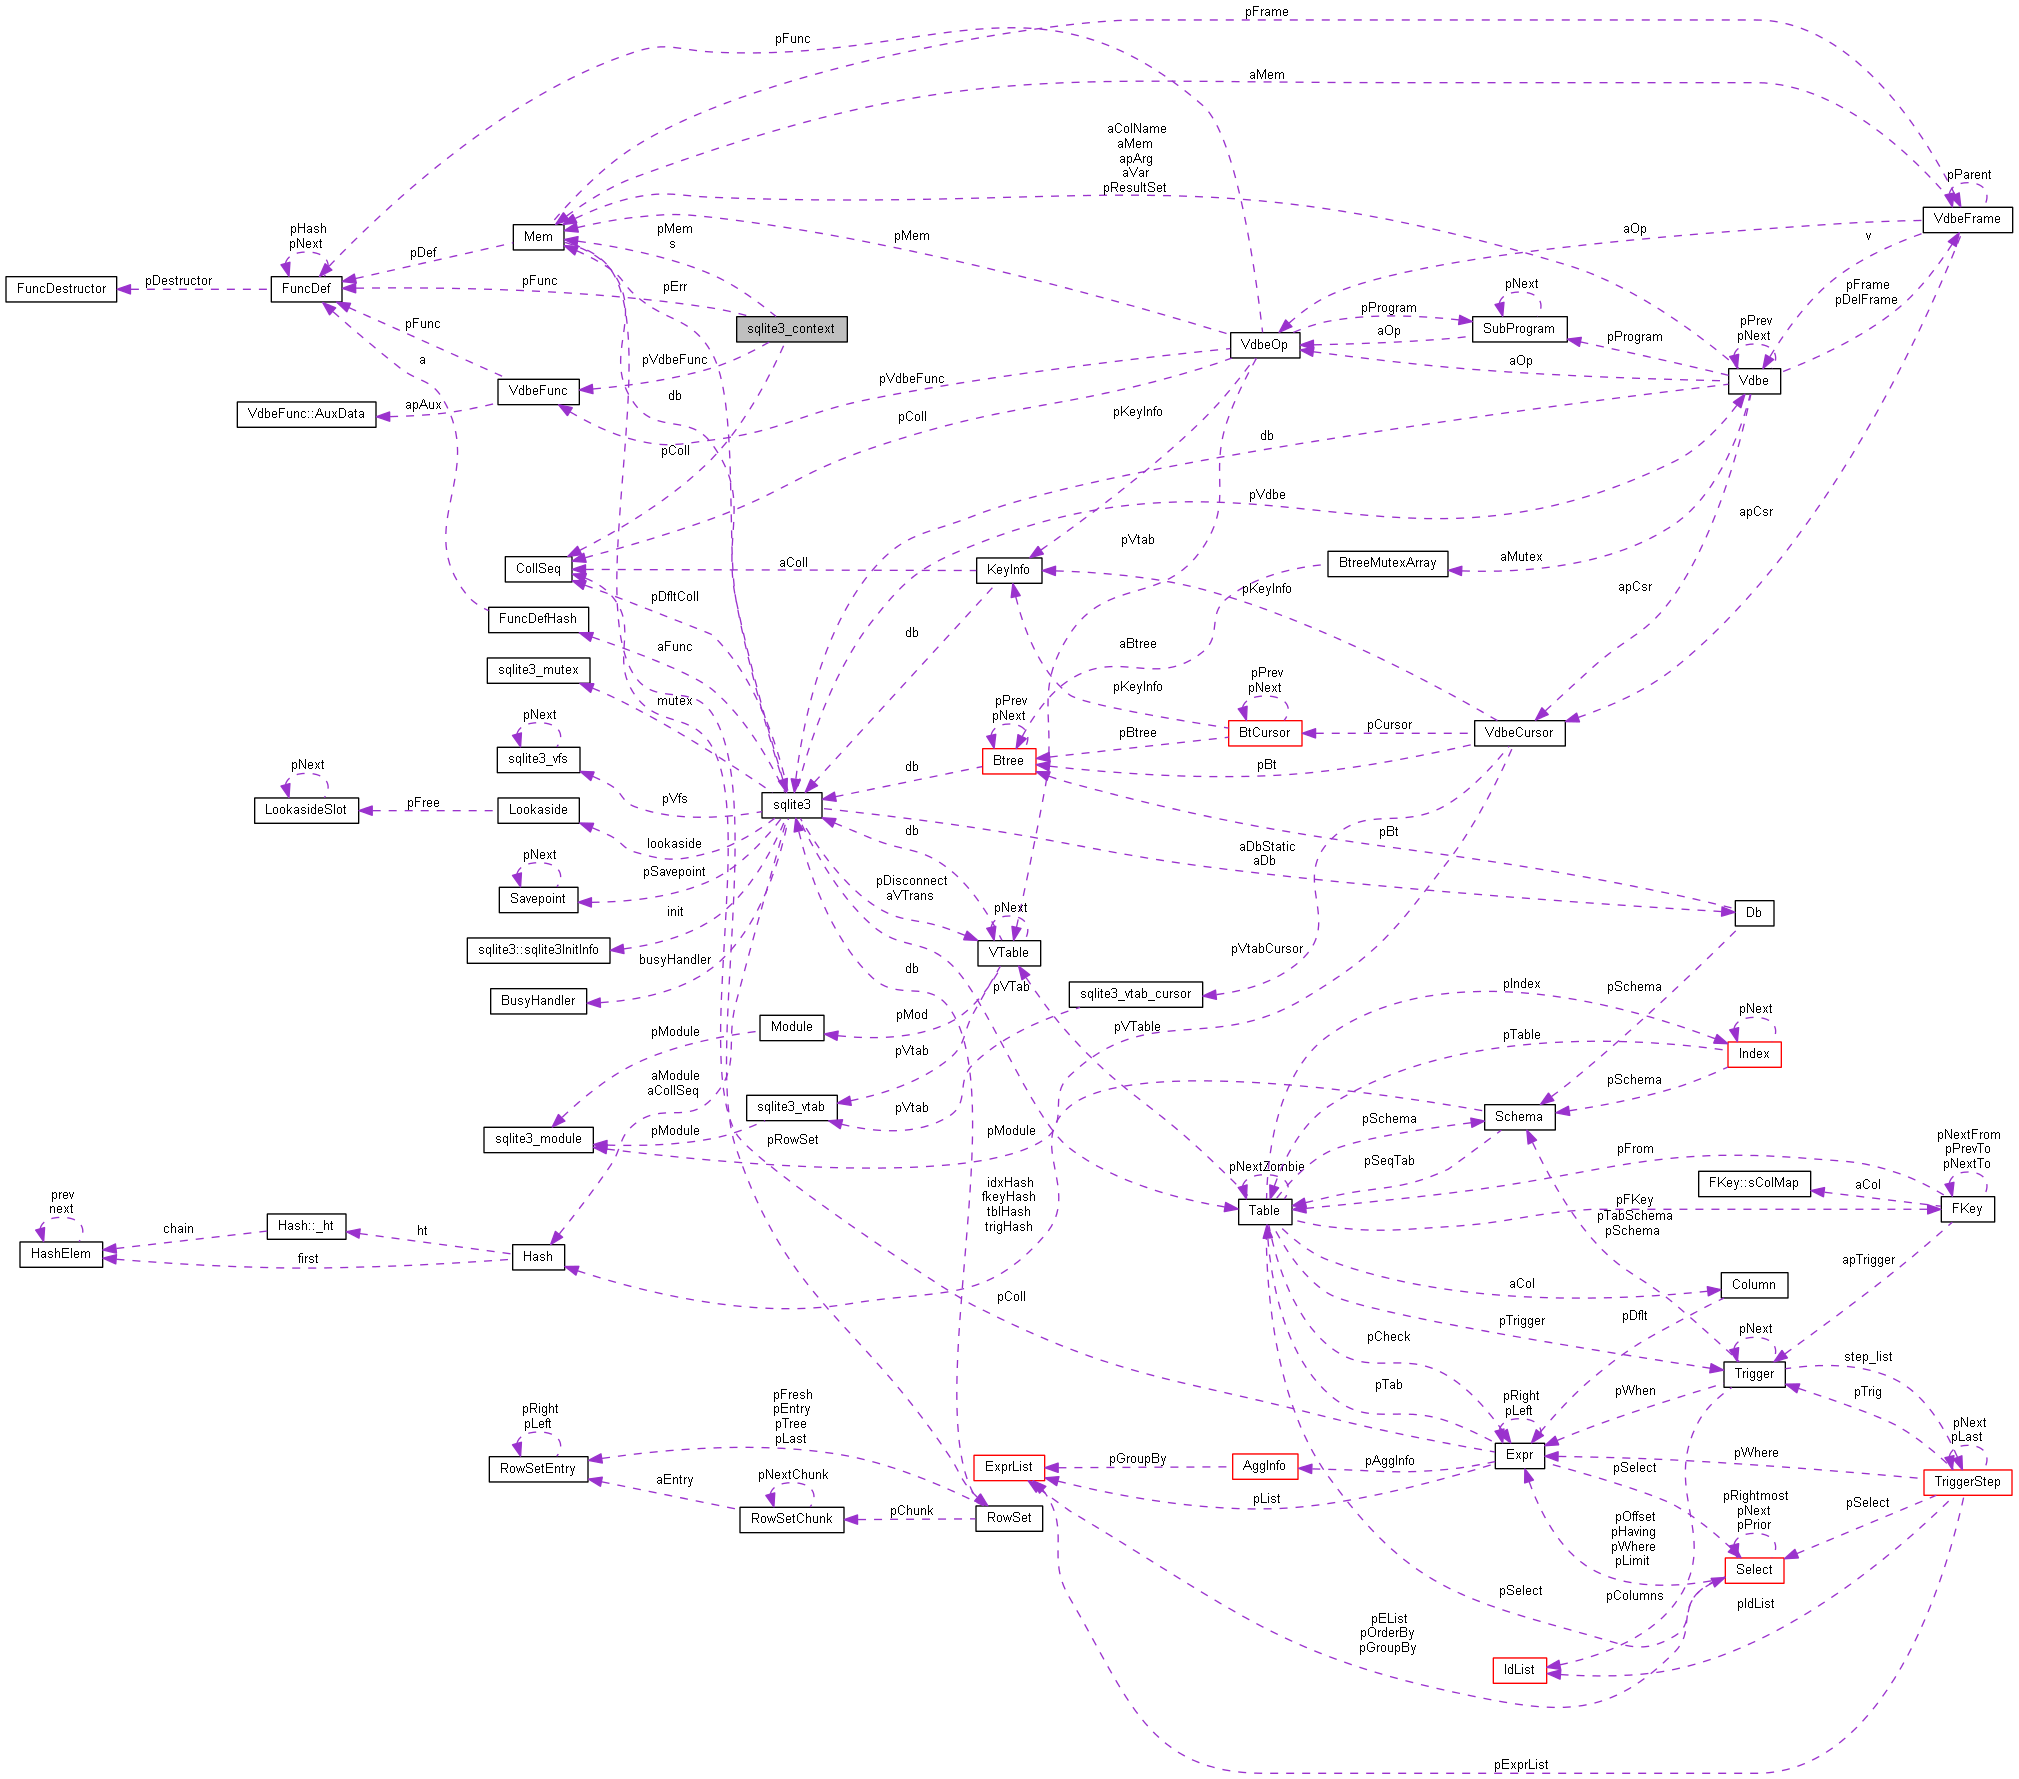 pFrame
pFunc
aMem
aColName
aMem
apArg
aVar
pResultSet
pParent
VdbeFrame
pHash
pNext
pMem
s
Mem
pMem
aOp
v
pDef
FuncDestructor
pDestructor
FuncDef
pFunc
pErr
pNext
pFrame
pDelFrame
pProgram
SubProgram
sqlite3_context
pFunc
aOp
pProgram
pPrev
pNext
VdbeOp
a
pVdbeFunc
aOp
Vdbe
pVdbeFunc
VdbeFunc
db
VdbeFunc::AuxData
apAux
pColl
pKeyInfo
pColl
db
pVdbe
apCsr
pVtab
aMutex
BtreeMutexArray
CollSeq
aColl
KeyInfo
pDfltColl
pKeyInfo
apCsr
FuncDefHash
aFunc
db
aBtree
sqlite3_mutex
mutex
pKeyInfo
pPrev
pNext
pPrev
pNext
pNext
sqlite3_vfs
pBtree
BtCursor
pCursor
VdbeCursor
Btree
pBt
pNext
LookasideSlot
pFree
Lookaside
pVfs
db
sqlite3
db
pBt
lookaside
aDbStatic
aDb
pNext
Savepoint
pSavepoint
pDisconnect
aVTrans
pNext
Db
init
sqlite3::sqlite3InitInfo
VTable
pVtabCursor
busyHandler
BusyHandler
db
pVTab
sqlite3_vtab_cursor
pIndex
pSchema
pModule
Module
pMod
pVTable
pTable
pNext
Index
pVtab
aModule
aCollSeq
pSchema
sqlite3_vtab
pVtab
Schema
pSchema
sqlite3_module
pModule
pRowSet
pModule
pSeqTab
pNextZombie
pFrom
pNextFrom
pPrevTo
pNextTo
FKey::sColMap
aCol
idxHash
fkeyHash
tblHash
trigHash
Table
pFKey
pTabSchema
pSchema
FKey
prev
next
HashElem
chain
Hash::_ht
ht
first
Hash
apTrigger
aCol
Column
pColl
pDflt
pTrigger
pCheck
pNext
Trigger
step_list
pTab
pWhen
pTrig
pRight
pLeft
RowSetEntry
pFresh
pEntry
pTree
pLast
pRight
pLeft
Expr
pNext
pLast
TriggerStep
ExprList
pGroupBy
AggInfo
pAggInfo
pWhere
pSelect
aEntry
pNextChunk
RowSetChunk
pChunk
RowSet
pList
pRightmost
pNext
pPrior
Select
pSelect
pOffset
pHaving
pWhere
pLimit
pSelect
pColumns
pIdList
pEList
pOrderBy
pGroupBy
IdList
pExprList